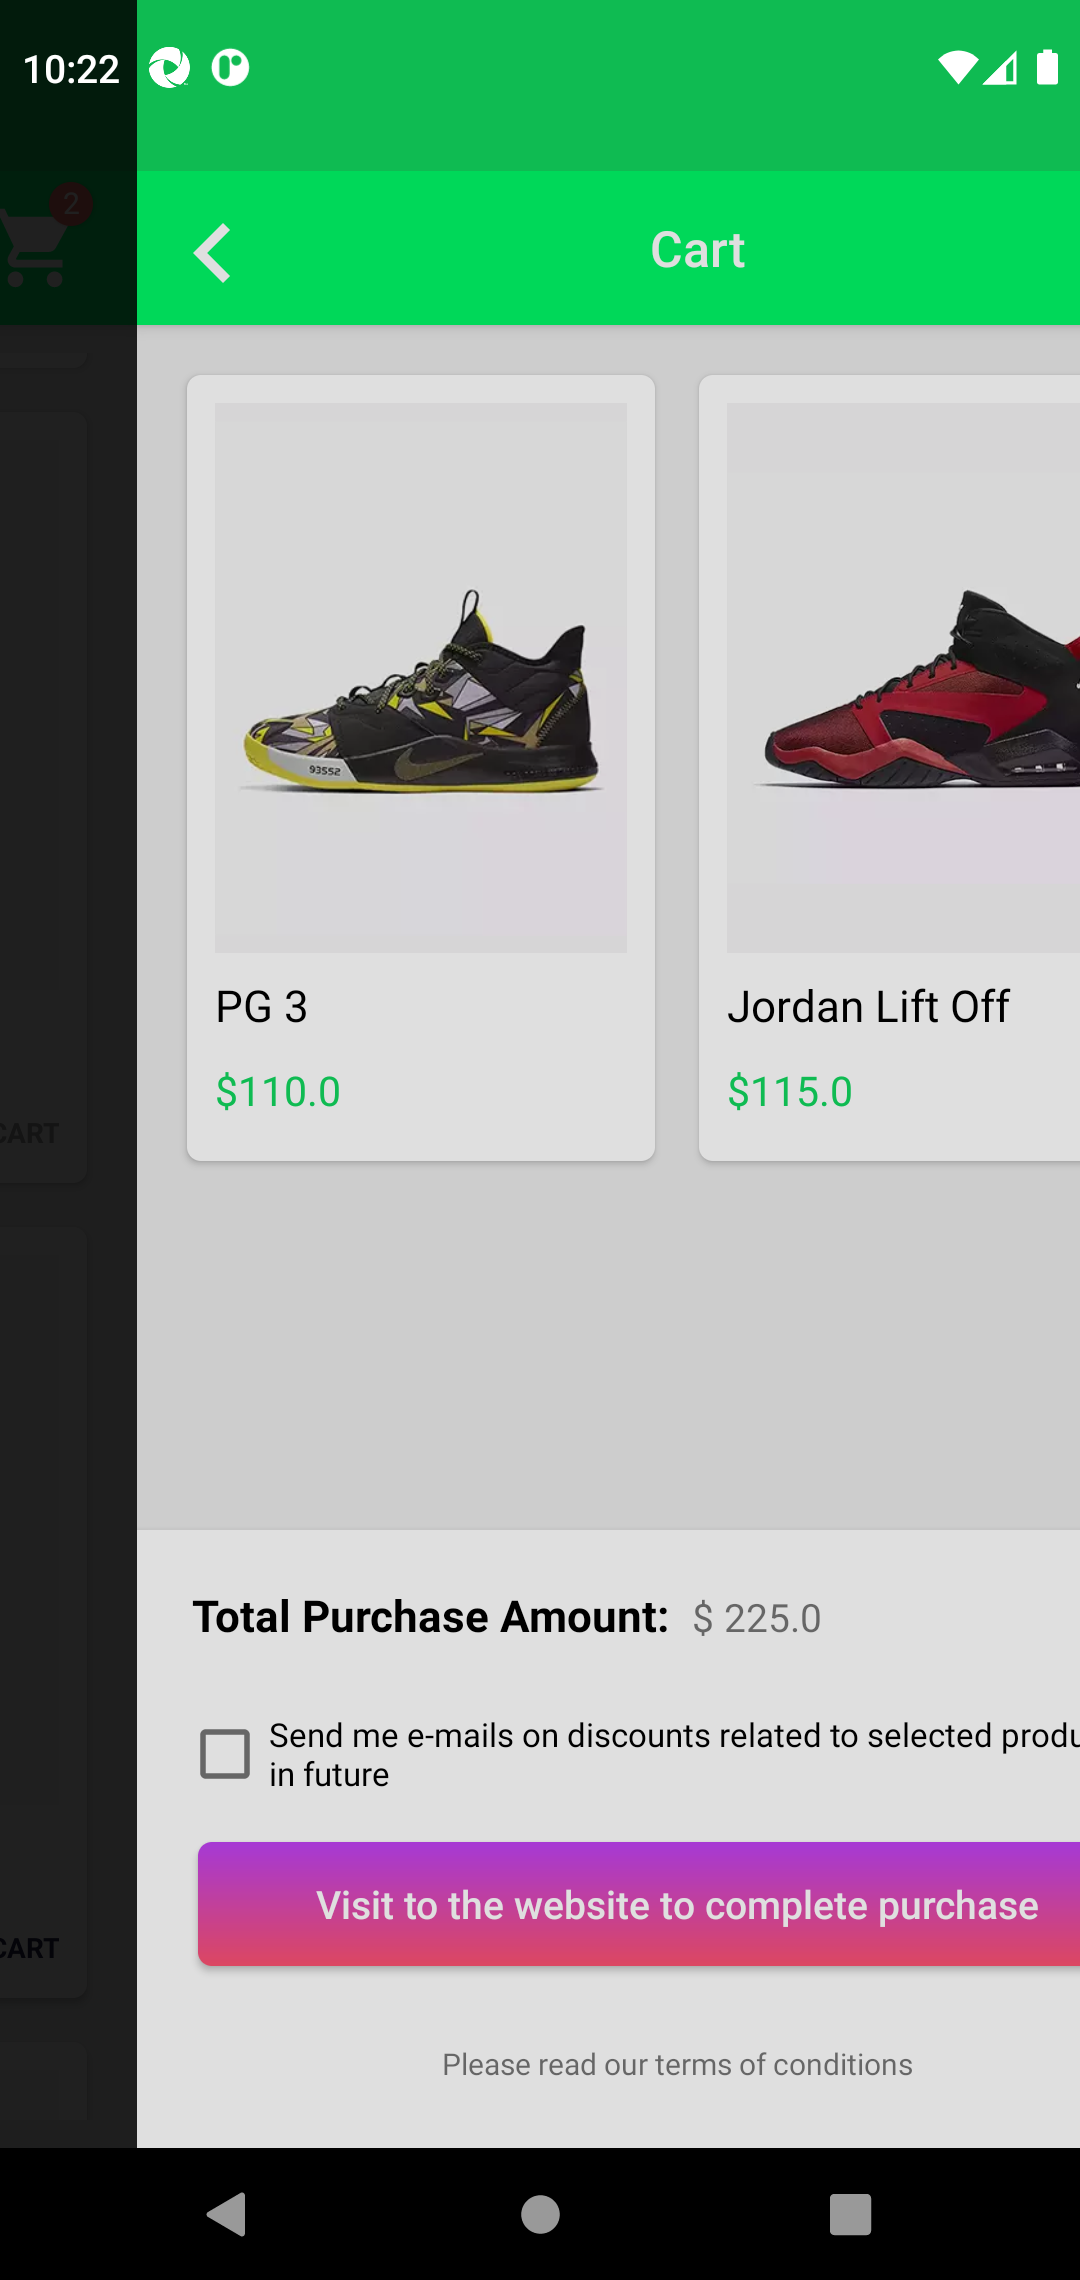 10:22
2
Cart
93552
PG 3
Jordan Lift Off
$110.0
$115.0
CART
Total Purchase Amount: $ 225.0
Send me e-mails on discounts related to selected produ
in future
Visit to the website to complete purchase
CART
Please read our terms of conditions